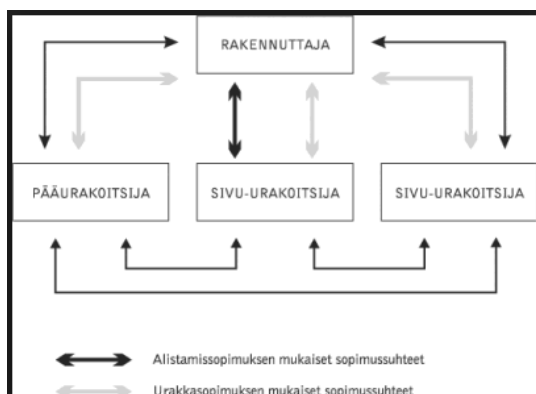 RAKENNUTTAJA
PÄÄURAKOITSIJA
SIVU-URAKOITSIJA
SIVU-URAKOITSIJA
Alistamissopimuksen mukaiset sopimussuhteet
Urakkasopimuksen mukaiset sopimussuhteet